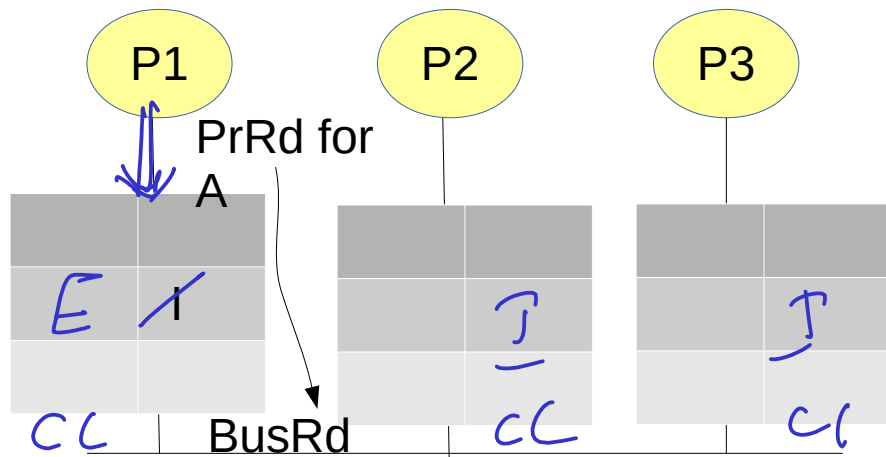 P1 P2 P3
PrRd for
A
E I I I
CC BusRd CC CC